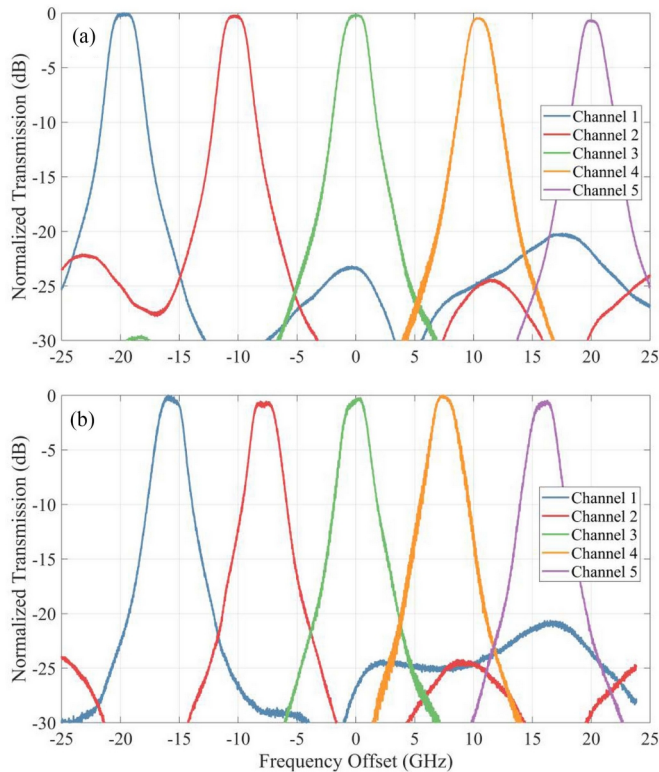 (a)
Normalized Transmission (dB)
0
-5
-10
-15
-20
-25
-30
Channel 1
Channel 2
Channel 3
Channel 4
Channel 5
-25 -20 -15 -10 -5 0 5 10 15 20 25
(b)
Normalized Transmission (dB)
0
-5
-10
-15
-20
-25
-30
Channel 1
Channel 2
Channel 3
Channel 4
Channel 5
-25 -20 -15 -10 -5 0 5 10 15 20 25
Frequency Offset (GHz)